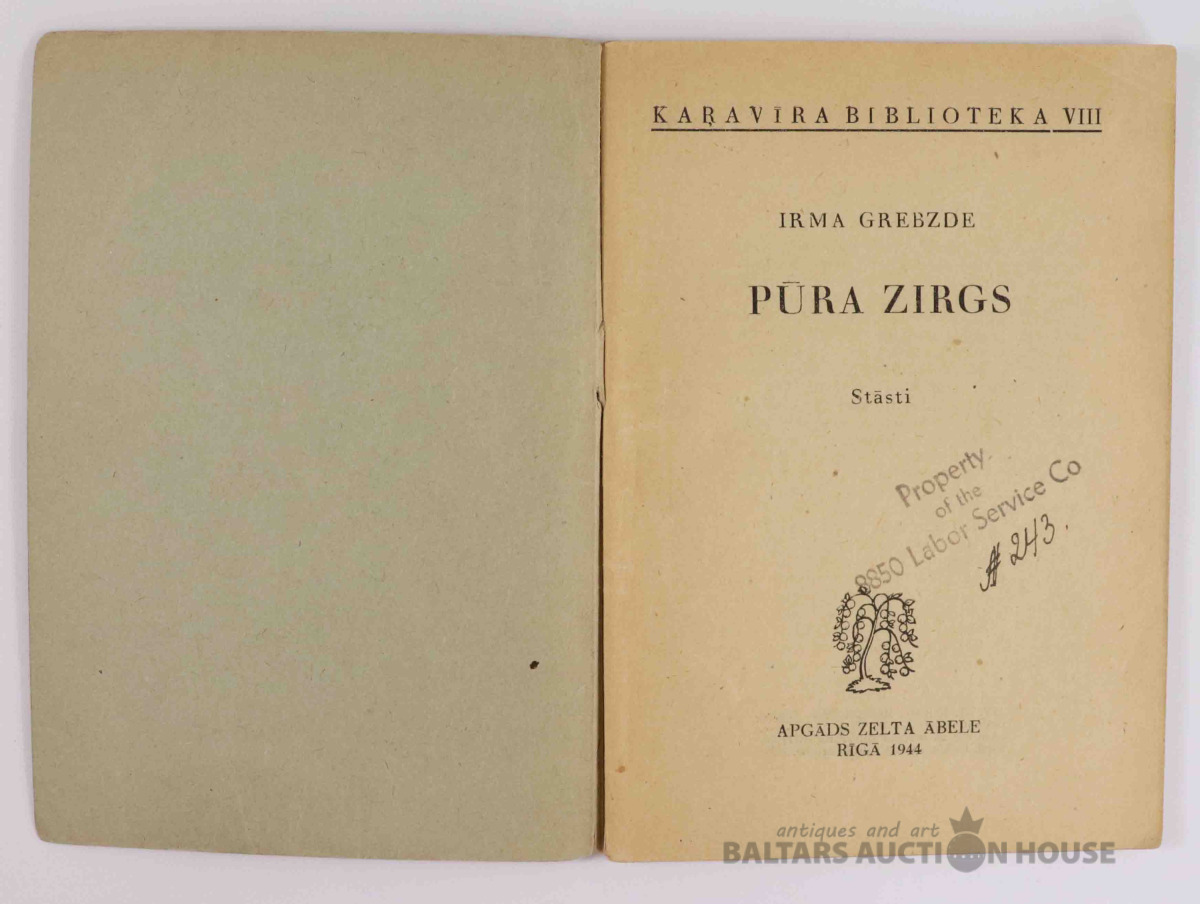 KAŖAVĪRA BIBLIOTEKA VIII
IRMA GREBZDE
PŪRA ZIRGS
Stāsti
Property
of the
8850 Labor Service Co
# 243.
APGĀDS ZELTA ĀBELE
RĪGĀ 1944
antiques and art
BALTARS AUCTION HOUSE